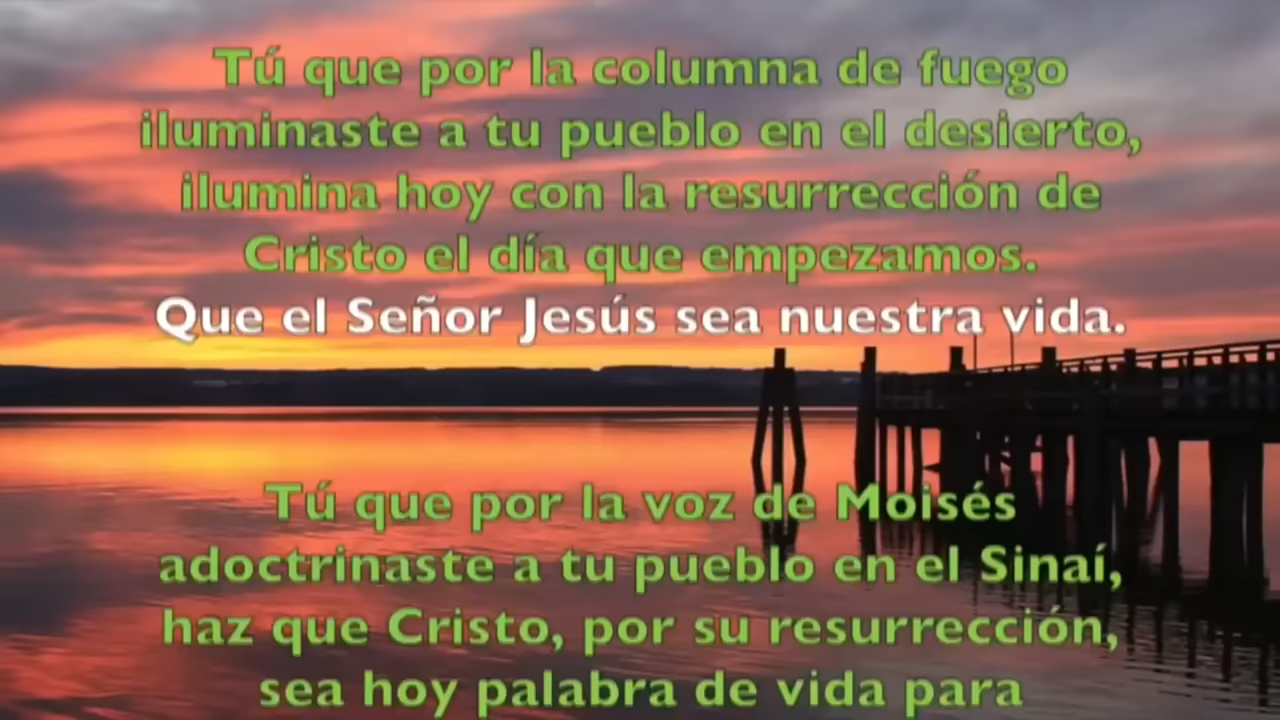 Tú que por la columna de fuego
iluminaste a tu pueblo en el desierto,
ilumina hoy con la resurrección de
Cristo el día que empezamos.
Que el Señor Jesús sea nuestra vida.
Tú que por la voz de Moisés
adoctrinaste a tu pueblo en el Sinaí,
haz que Cristo, por su resurrección,
sea hoy palabra de vida para